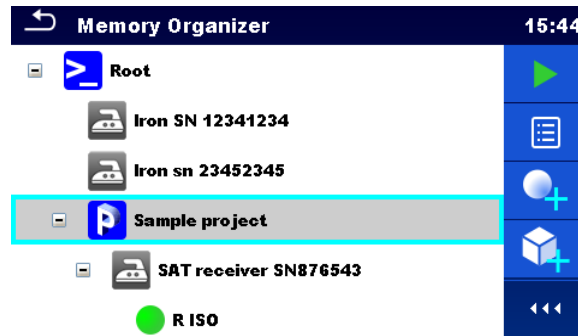 Memory Organizer 15:44
Root
Iron SN 12341234
Iron sn 23452345
Sample project
SAT receiver SN876543
R ISO